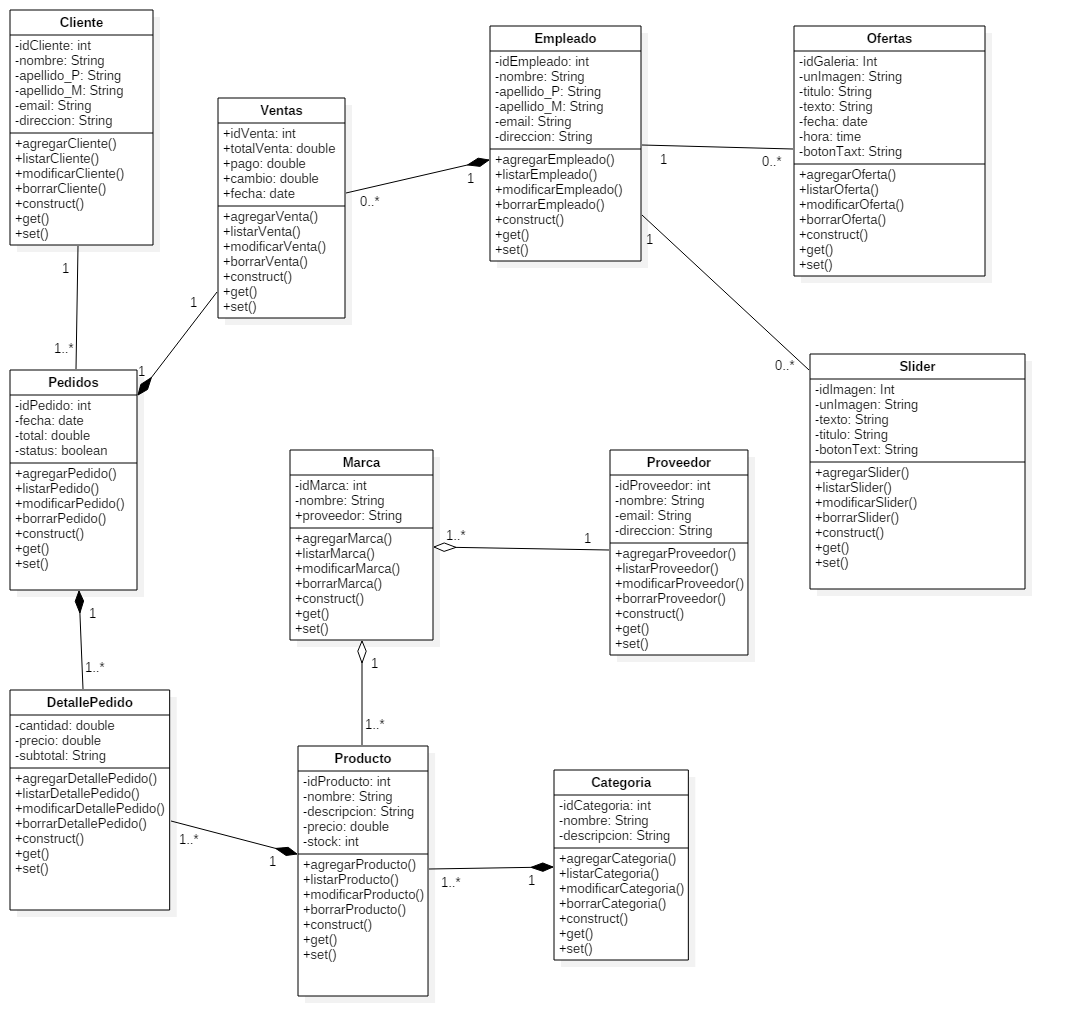 Cliente
-idCliente: int
-nombre: String
-apellido_P: String
-apellido_M: String
-email: String
-direccion: String
+agregarCliente()
+listarCliente()
+modificarCliente()
+borrarCliente()
+construct()
+get()
+set()
1
1..*
Ventas
+idVenta: int
+totalVenta: double
+pago: double
+cambio: double
+fecha: date
+agregarVenta()
+listarVenta()
+modificarVenta()
+borrarVenta()
+construct()
+get()
+set()
1
1
0..*
1
Empleado
-idEmpleado: int
-nombre: String
-apellido_P: String
-apellido_M: String
-email: String
-direccion: String
+agregarEmpleado()
+listarEmpleado()
+modificarEmpleado()
+borrarEmpleado()
+construct()
+get()
+set()
1
0..*
1
0..*
Ofertas
-idGaleria: Int
-unImagen: String
-titulo: String
-texto: String
-fecha: date
-hora: time
-botonTaxt: String
+agregarOferta()
+listarOferta()
+modificarOferta()
+borrarOferta()
+construct()
+get()
+set()
Pedidos
-idPedido: int
-fecha: date
-total: double
-status: boolean
+agregarPedido()
+listarPedido()
+modificarPedido()
+borrarPedido()
+construct()
+get()
+set()
1
1..*
Marca
-idMarca: int
-nombre: String
+proveedor: String
+agregarMarca()
+listarMarca()
+modificarMarca()
+borrarMarca()
+construct()
+get()
+set()
1..*
1
1
1..*
Proveedor
-idProveedor: int
-nombre: String
-email: String
-direccion: String
+agregarProveedor()
+listarProveedor()
+modificarProveedor()
+borrarProveedor()
+construct()
+get()
+set()
Slider
-idImagen: Int
-unImagen: String
-texto: String
-titulo: String
-botonText: String
+agregarSlider()
+listarSlider()
+modificarSlider()
+borrarSlider()
+construct()
+get()
+set()
DetallePedido
-cantidad: double
-precio: double
-subtotal: String
+agregarDetallePedido()
+listarDetallePedido()
+modificarDetallePedido()
+borrarDetallePedido()
+construct()
+get()
+set()
1..*
1
Producto
-idProducto: int
-nombre: String
-descripcion: String
-precio: double
-stock: int
+agregarProducto()
+listarProducto()
+modificarProducto()
+borrarProducto()
+construct()
+get()
+set()
1..*
1
Categoria
-idCategoria: int
-nombre: String
-descripcion: String
+agregarCategoria()
+listarCategoria()
+modificarCategoria()
+borrarCategoria()
+construct()
+get()
+set()